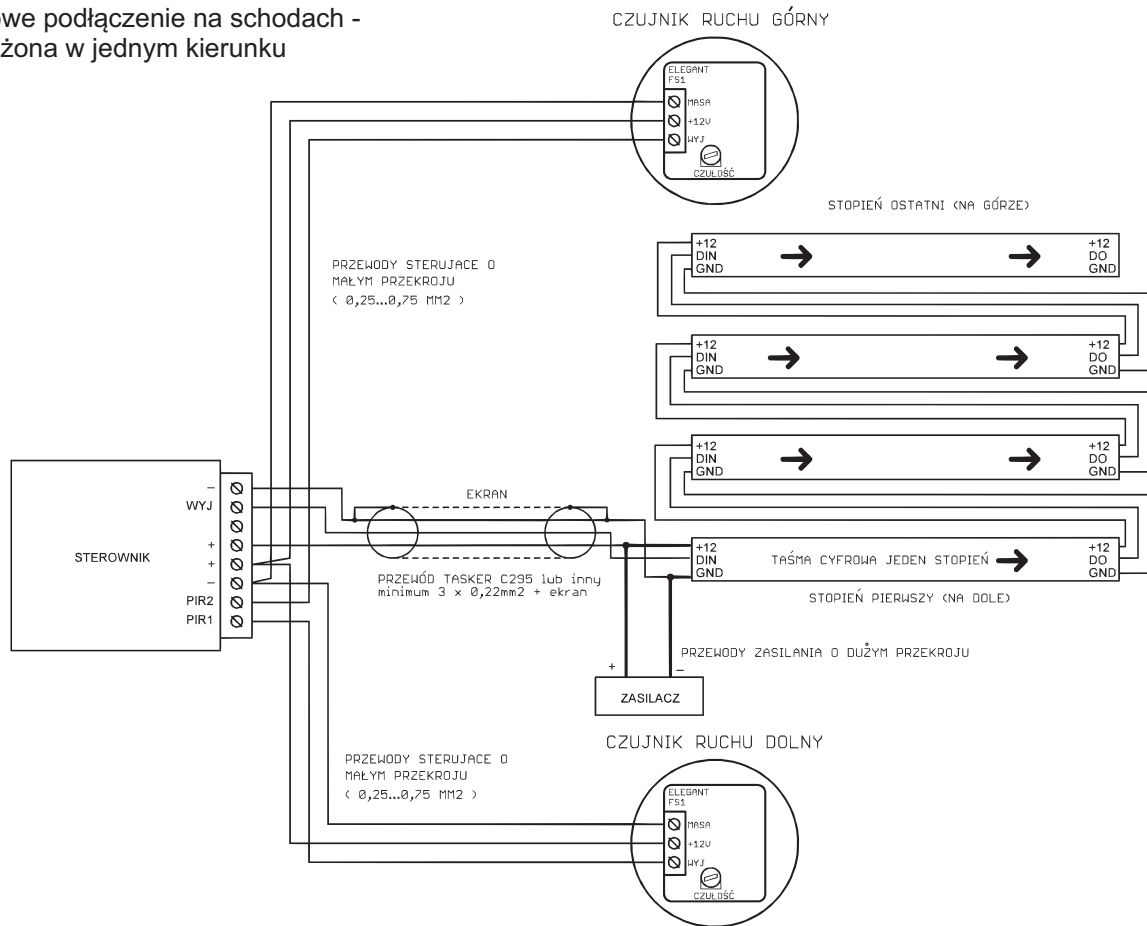 owe podłączenie na schodach -
żona w jednym kierunku
CZUJNIK RUCHU GÓRNY
ELEGANT
FS1
MASA
+12V
WYJ
CZUŁOŚĆ
STOPIEŃ OSTATNI (NA GÓRZE)
+12
DIN
GND
+12
DO
GND
PRZEWODY STERUJACE O
MAŁYM PRZEKROJU
( 0,25...0,75 MM2 )
+12
DIN
GND
+12
DO
GND
+12
DIN
GND
+12
DO
GND
STEROWNIK
–
WYJ
+
+
–
PIR2
PIR1
EKRAN
PRZEWÓD TASKER C295 lub inny
minimum 3 x 0,22mm2 + ekran
+12
DIN
GND
TAŚMA CYFROWA JEDEN STOPIEŃ
+12
DO
GND
STOPIEŃ PIERWSZY (NA DOLE)
PRZEWODY ZASILANIA O DUŻYM PRZEKROJU
+ –
ZASILACZ
CZUJNIK RUCHU DOLNY
PRZEWODY STERUJACE O
MAŁYM PRZEKROJU
( 0,25...0,75 MM2 )
ELEGANT
FS1
MASA
+12V
WYJ
CZUŁOŚĆ